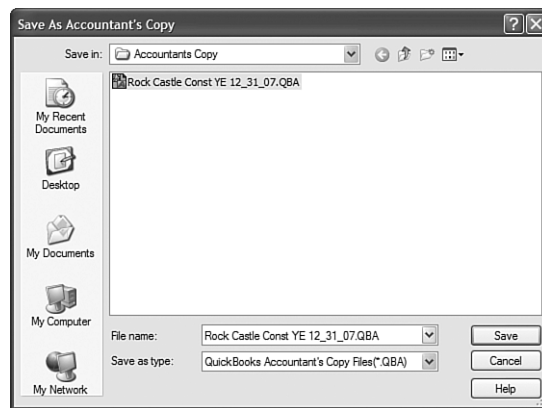 Save As Accountant's Copy
Save in:
Accountants Copy
Rock Castle Const YE 12_31_07.QBA
My Recent
Documents
Desktop
My Documents
My Computer
My Network
File name:
Rock Castle Const YE 12_31_07.QBA
Save
Save as type:
QuickBooks Accountant's Copy Files(*.QBA)
Cancel
Help